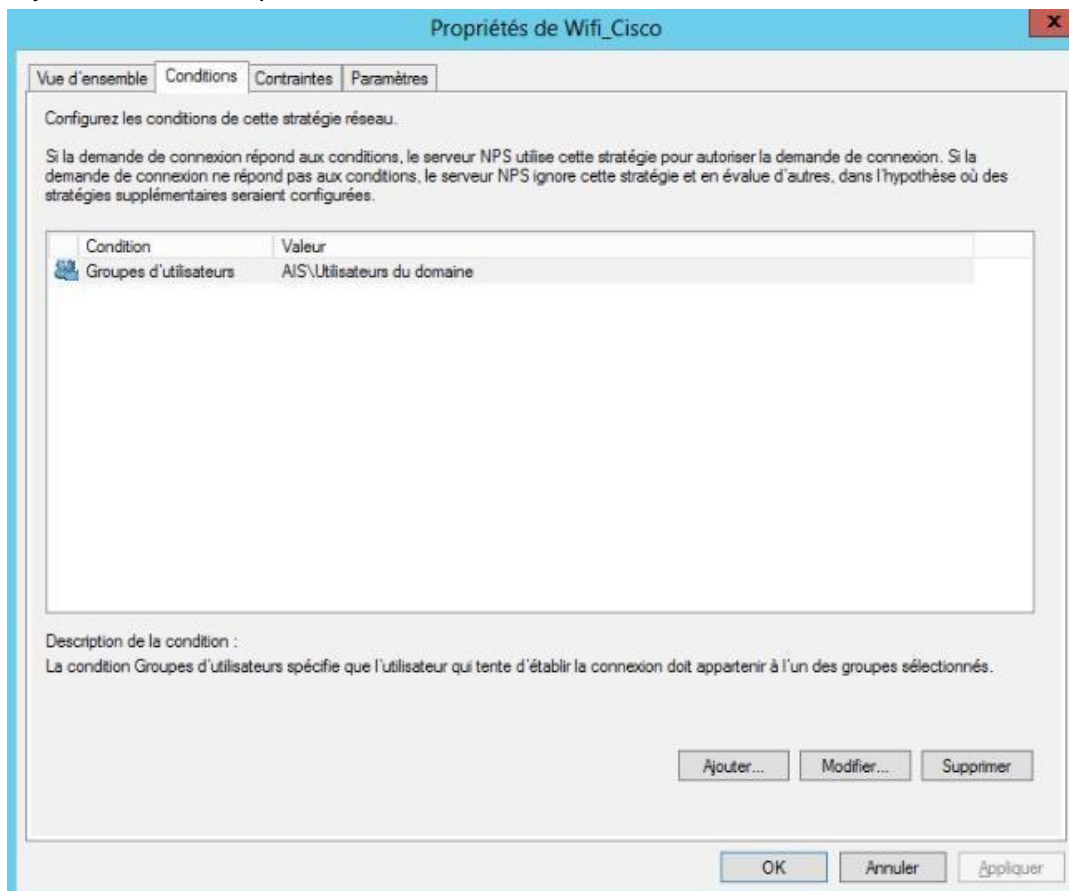 Propriétés de Wifi_Cisco
x
Vue d'ensemble Conditions Contraintes Paramètres
Configurez les conditions de cette stratégie réseau.
Si la demande de connexion répond aux conditions, le serveur NPS utilise cette stratégie pour autoriser la demande de connexion. Si la
demande de connexion ne répond pas aux conditions, le serveur NPS ignore cette stratégie et en évalue d'autres, dans l'hypothèse où des
stratégies supplémentaires seraient configurées.
Condition Valeur
Groupes d'utilisateurs AIS\Utilisateurs du domaine
Description de la condition :
La condition Groupes d'utilisateurs spécifie que l'utilisateur qui tente d'établir la connexion doit appartenir à l'un des groupes sélectionnés.
Ajouter... Modifier... Supprimer
OK Annuler Appliquer